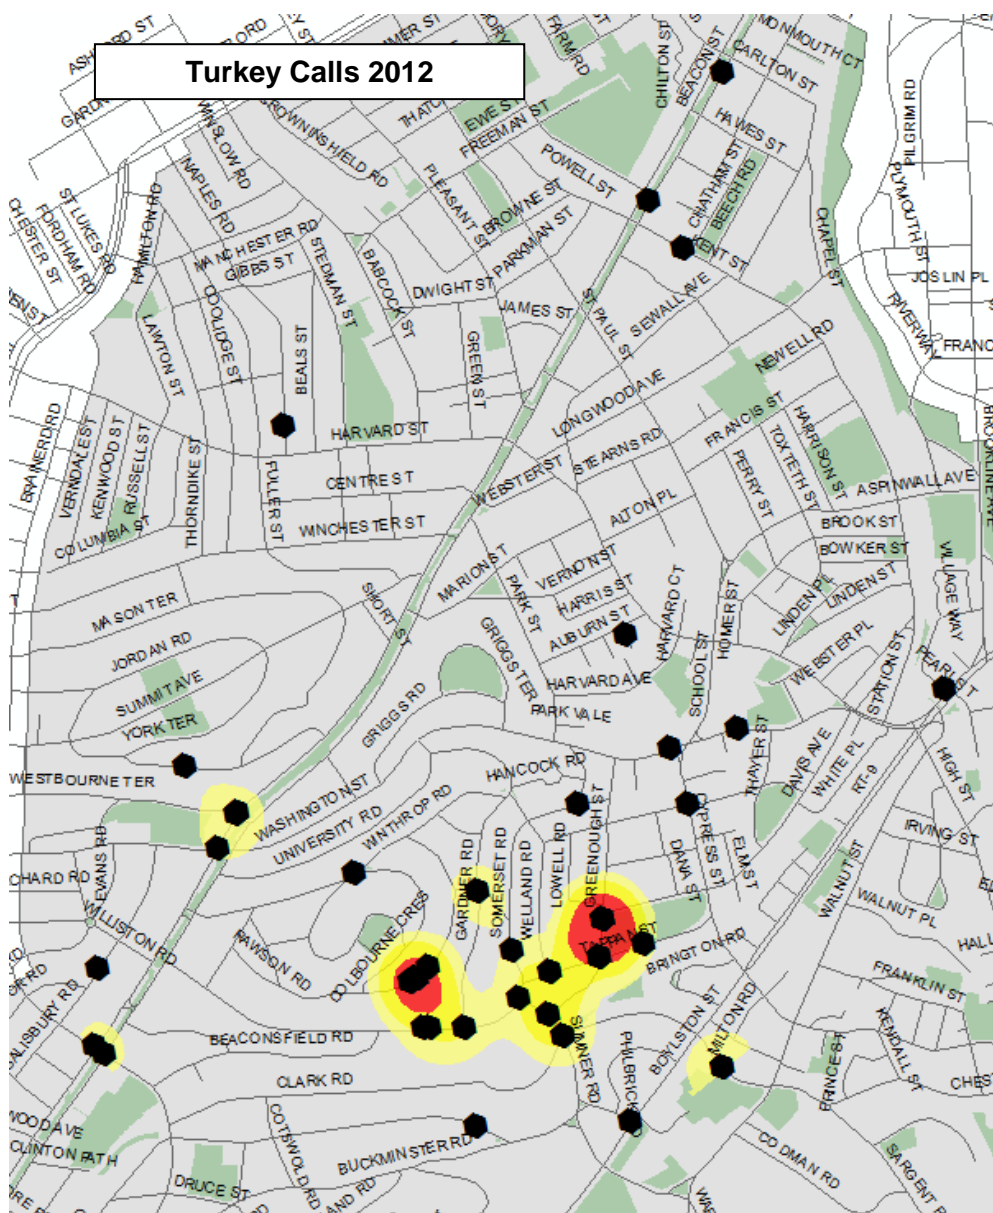 Turkey Calls 2012
MONMOUTH CT
CARLTON ST
BEACON ST
CHILTON ST
FARM RD
HAWES ST
FREEMAN ST
POWELL ST
CHATHAM ST
BEECH RD
KENT ST
CHAPEL ST
PILGRIM RD
PLYMOUTH ST
JOSLIN PL
RIVERWAY
WINSLOW RD
CROWNINSHIELD RD
NAPLES RD
PLEASANT ST
BROWNE ST
PARKMAN ST
ST LUKES RD
FORDHAM RD
CHESTER ST
HAMILTON RD
MANCHESTER RD
GIBBS ST
STEDMAN ST
BABCOCK ST
DWIGHT ST
JAMES ST
ST PAUL ST
SEWALL AVE
LAWTON ST
COOLIDGE ST
BEALS ST
GREEN ST
NEWELL RD
LONGWOOD AVE
FRANCIS ST
HARRISON ST
TOXTETH ST
PERRY ST
STEARNS RD
WEBSTER ST
HARVARD ST
CENTRE ST
WINCHESTER ST
FULLER ST
THORNDIKE ST
RUSSELL ST
KENWOOD ST
VERNDALE ST
BRAINERD RD
COLUMBIA ST
ASPINWALL AVE
BROOKLINE AVE
BROOK ST
BOWKER ST
ALTON PL
LINDEN ST
LINDEN PL
VILLAGE WAY
VERNON ST
HARRIS ST
AUBURN ST
MARION ST
PARK ST
HARVARD CT
HOMER ST
SCHOOL ST
WEBSTER PL
STATION ST
PEARL ST
MASON TER
SHORT ST
JORDAN RD
SUMMIT AVE
YORK TER
GRIGGS TER
GRIGGS RD
HARVARD AVE
PARK VALE
WESTBOURNE TER
WASHINGTON ST
UNIVERSITY RD
WINTHROP RD
HANCOCK RD
THAYER ST
DAVIS AVE
WHITE PL
RT-9
HIGH ST
IRVING ST
EVANS RD
WILLISTON RD
GARDNER RD
SOMERSET RD
WELLAND RD
LOWELL RD
GREENOUGH ST
CYPRESS ST
DANA ST
ELM ST
WALNUT ST
WALNUT PL
COLBOURNE CRES
RAWSON RD
TAPPAN ST
BRINGTON RD
FRANKLIN ST
KENDALL ST
BEACONSFIELD RD
SUMNER RD
BOYLSTON ST
MILTON RD
PRINCE ST
CLARK RD
COTSWOLD RD
BUCKMINSTER RD
CODMAN RD
SARGENT
CLINTON PATH
DRUCE ST